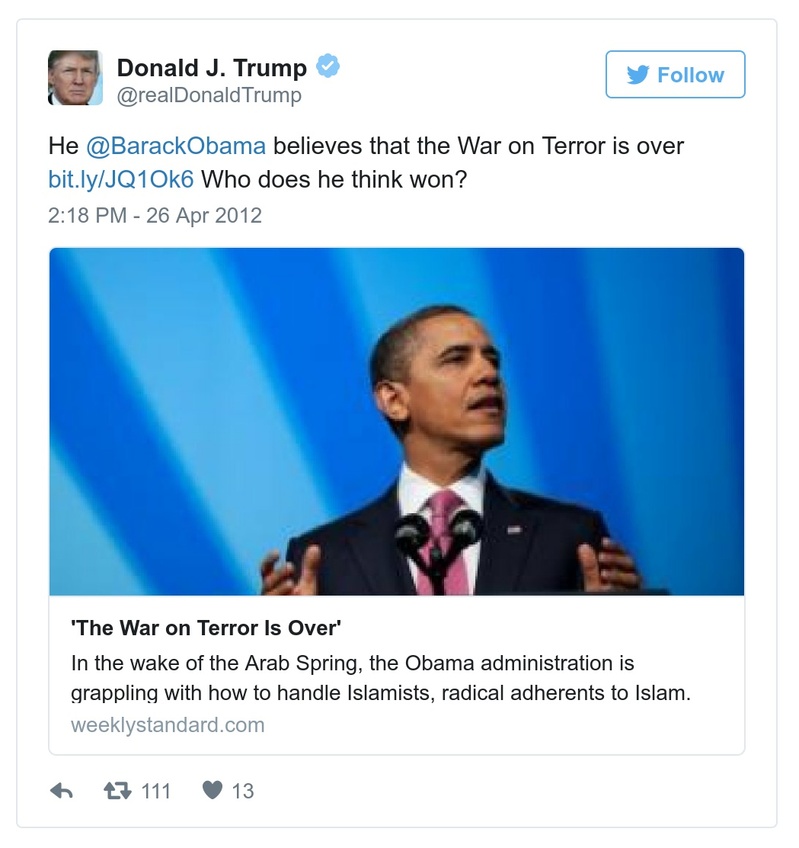 Donald J. Trump
@realDonaldTrump
Follow
He @BarackObama believes that the War on Terror is over
bit.ly/JQ1Ok6 Who does he think won?
2:18 PM - 26 Apr 2012
'The War on Terror Is Over'
In the wake of the Arab Spring, the Obama administration is
grappling with how to handle Islamists, radical adherents to Islam.
weeklystandard.com
111 13